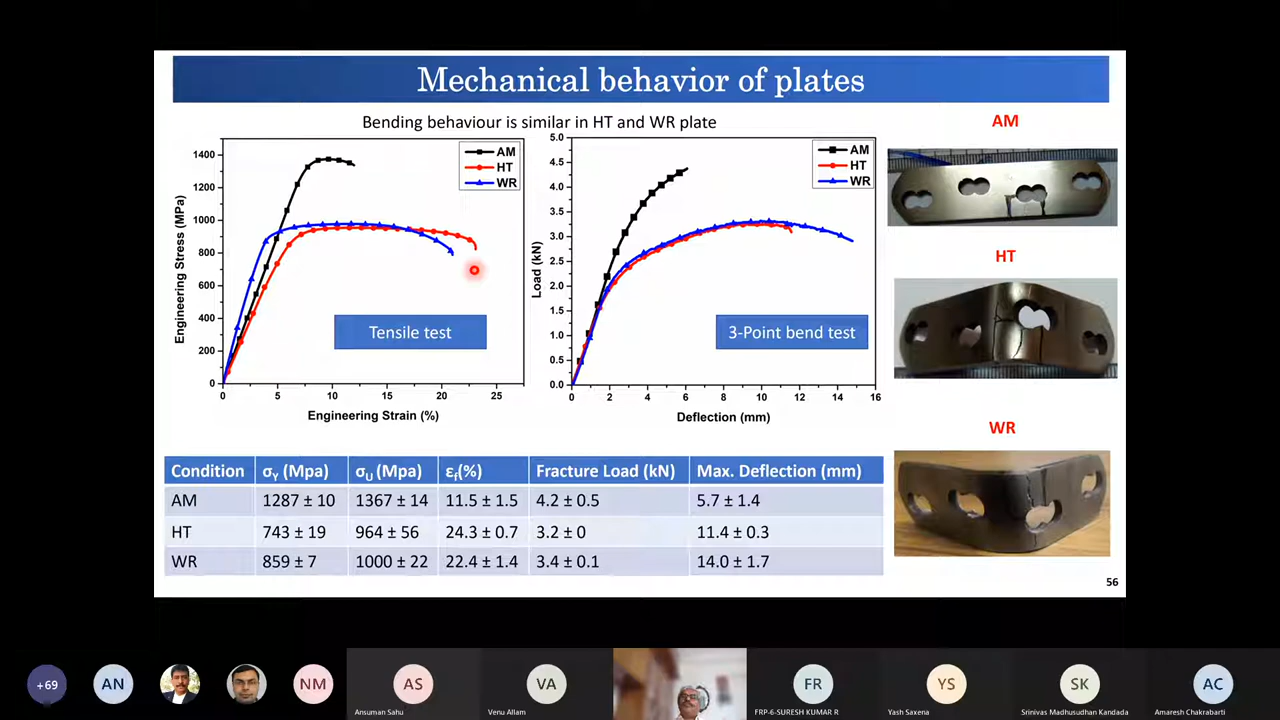 Mechanical behavior of plates
Bending behaviour is similar in HT and WR plate
AM
HT
WR
1400
1200
1000
800
600
400
200
0
0 5 10 15 20 25
Engineering Stress (MPa)
Engineering Strain (%)
AM
HT
WR
Tensile test
5.0
4.5
4.0
3.5
3.0
2.5
2.0
1.5
1.0
0.5
0.0
0 2 4 6 8 10 12 14 16
Load (kN)
Deflection (mm)
AM
HT
WR
3-Point bend test
Condition σY (Mpa) σU (Mpa) εf(%) Fracture Load (kN) Max. Deflection (mm)
AM 1287 ± 10 1367 ± 14 11.5 ± 1.5 4.2 ± 0.5 5.7 ± 1.4
HT 743 ± 19 964 ± 56 24.3 ± 0.7 3.2 ± 0 11.4 ± 0.3
WR 859 ± 7 1000 ± 22 22.4 ± 1.4 3.4 ± 0.1 14.0 ± 1.7
56
+69 AN NM AS VA FR YS SK AC
Ansuman Sahu Venu Allam FRP-6-SURESH KUMAR R Yash Saxena Srinivas Madhusudhan Kandada Amaresh Chakrabarti